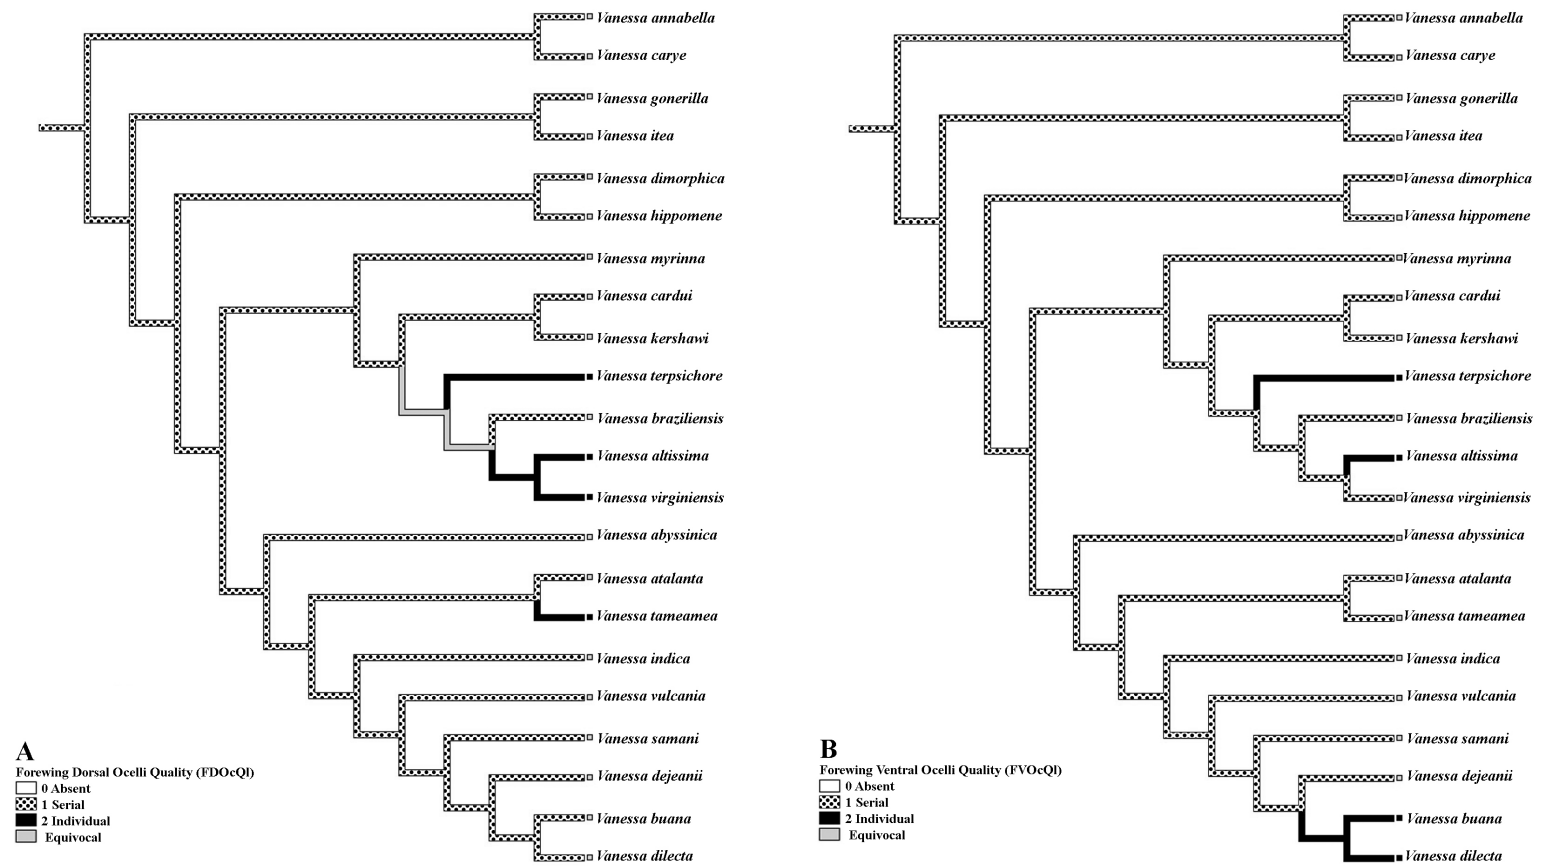 Vanessa annabella
Vanessa carye
Vanessa gonerilla
Vanessa itea
Vanessa dimorphica
Vanessa hippomene
Vanessa myrinna
Vanessa cardui
Vanessa kershawi
Vanessa terpsichore
Vanessa braziliensis
Vanessa altissima
Vanessa virginiensis
Vanessa abyssinica
Vanessa atalanta
Vanessa tameamea
Vanessa indica
Vanessa vulcania
Vanessa samani
Vanessa dejeanii
Vanessa buana
Vanessa dilecta
A
Forewing Dorsal Ocelli Quality (FDOcQl)
0 Absent
1 Serial
2 Individual
Equivocal
Vanessa annabella
Vanessa carye
Vanessa gonerilla
Vanessa itea
Vanessa dimorphica
Vanessa hippomene
Vanessa myrinna
Vanessa cardui
Vanessa kershawi
Vanessa terpsichore
Vanessa braziliensis
Vanessa altissima
Vanessa virginiensis
Vanessa abyssinica
Vanessa atalanta
Vanessa tameamea
Vanessa indica
Vanessa vulcania
Vanessa samani
Vanessa dejeanii
Vanessa buana
Vanessa dilecta
B
Forewing Ventral Ocelli Quality (FVOcQl)
0 Absent
1 Serial
2 Individual
Equivocal